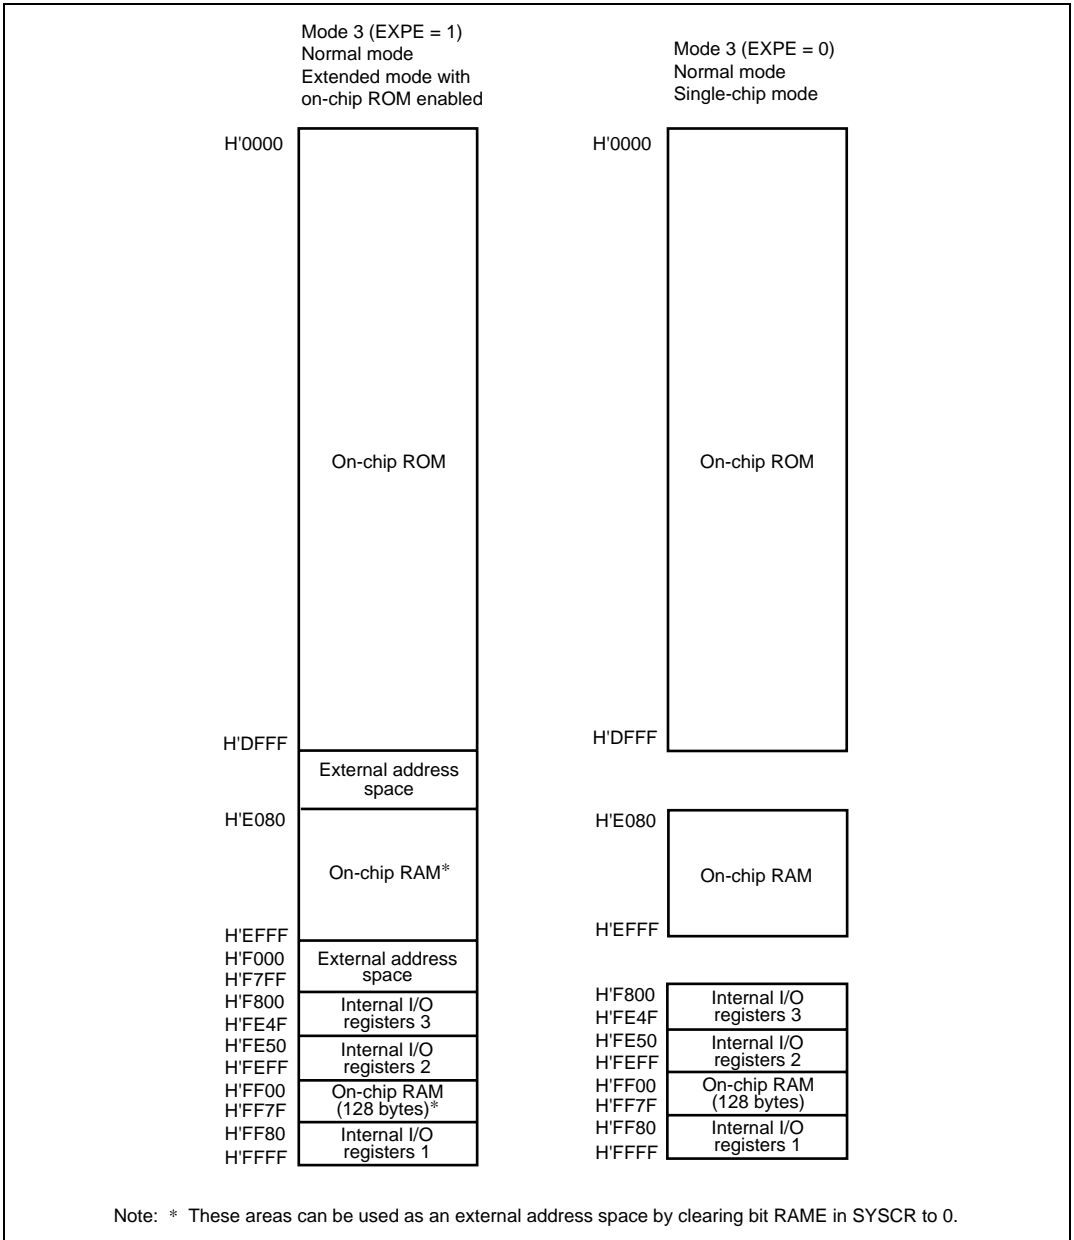 Mode 3 (EXPE = 1)
Normal mode
Extended mode with
on-chip ROM enabled
H'0000
On-chip ROM
H'DFFF
External address
space
H'E080
On-chip RAM*
H'EFFF
H'F000
External address
space
H'F7FF
H'F800
Internal I/O
registers 3
H'FE4F
H'FE50
Internal I/O
registers 2
H'FEFF
H'FF00
On-chip RAM
(128 bytes)*
H'FF7F
H'FF80
Internal I/O
registers 1
H'FFFF
Mode 3 (EXPE = 0)
Normal mode
Single-chip mode
H'0000
On-chip ROM
H'DFFF
H'E080
On-chip RAM
H'EFFF
H'F800
Internal I/O
registers 3
H'FE4F
H'FE50
Internal I/O
registers 2
H'FEFF
H'FF00
On-chip RAM
(128 bytes)
H'FF7F
H'FF80
Internal I/O
registers 1
H'FFFF
Note: * These areas can be used as an external address space by clearing bit RAME in SYSCR to 0.